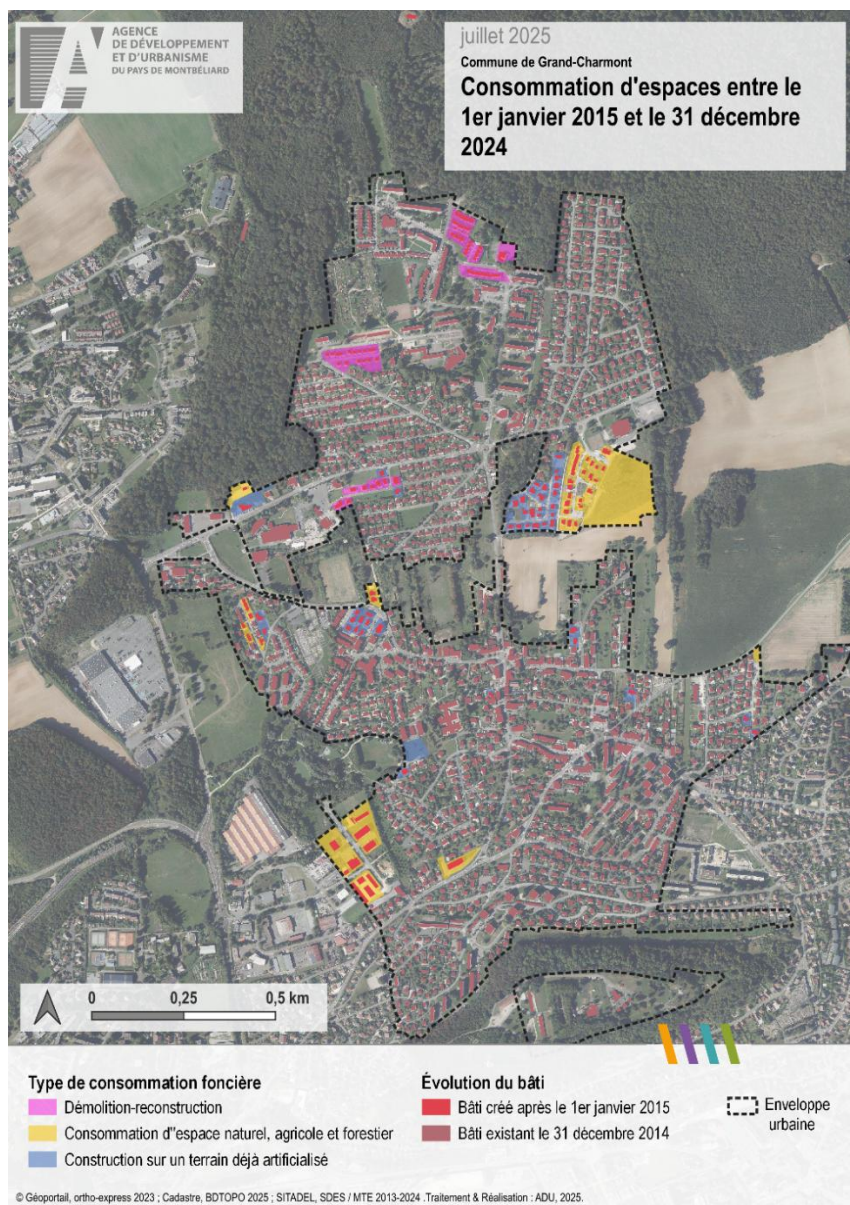 AGENCE
DE DÉVELOPPEMENT
ET D'URBANISME
DU PAYS DE MONTBÉLIARD
juillet 2025
Commune de Grand-Charmont
Consommation d'espaces entre le
1er janvier 2015 et le 31 décembre
2024
0 0,25 0,5 km
Type de consommation foncière
Démolition-reconstruction
Consommation d''espace naturel, agricole et forestier
Construction sur un terrain déjà artificialisé
Évolution du bâti
Bâti créé après le 1er janvier 2015
Bâti existant le 31 décembre 2014
Enveloppe
urbaine
© Géoportail, ortho-express 2023 ; Cadastre, BDTOPO 2025 ; SITADEL, SDES / MTE 2013-2024 .Traitement & Réalisation : ADU, 2025.